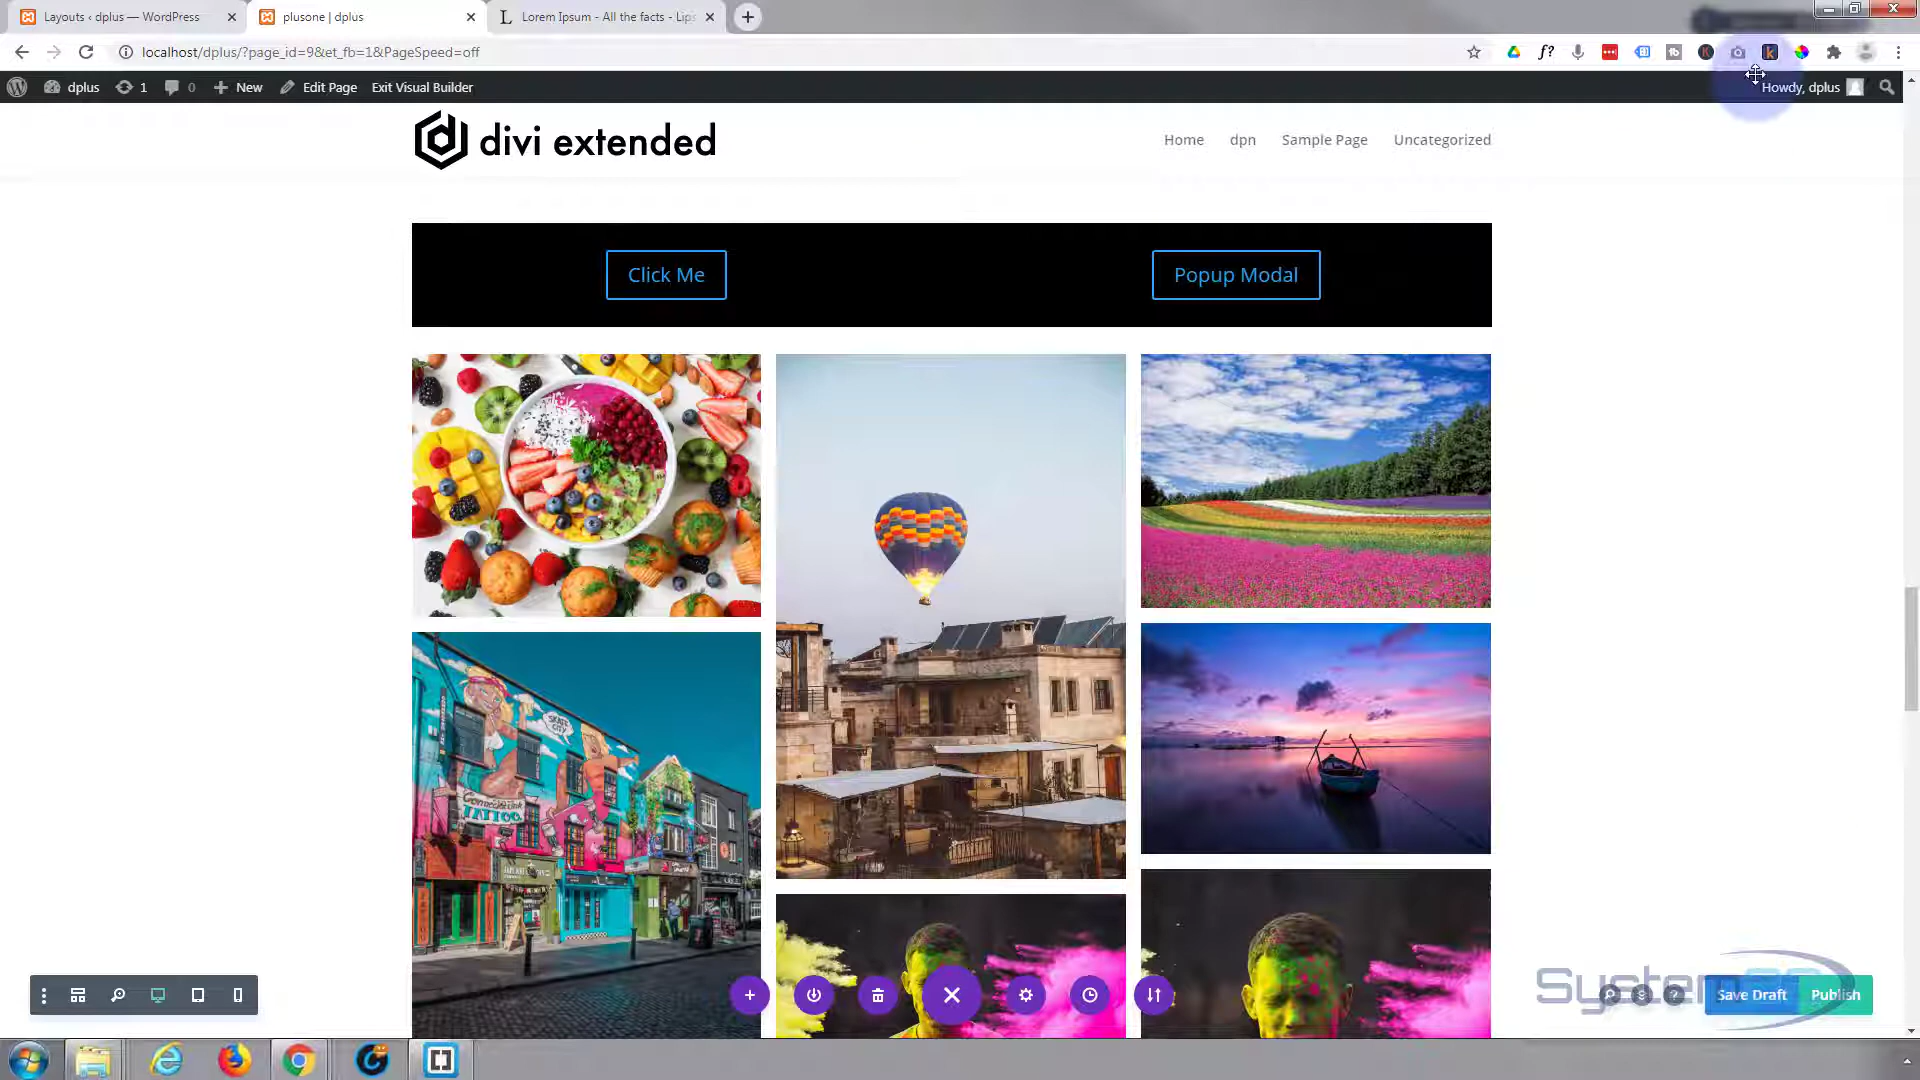 Layouts ‹ dplus — WordPress
plusone | dplus
Lorem Ipsum - All the facts - Lips
localhost/dplus/?page_id=9&et_fb=1&PageSpeed=off
dplus
1
0
New
Edit Page
Exit Visual Builder
Howdy, dplus
divi extended
Home
dpn
Sample Page
Uncategorized
Click Me
Popup Modal
SKATE
TATTOO
Save Draft
Publish